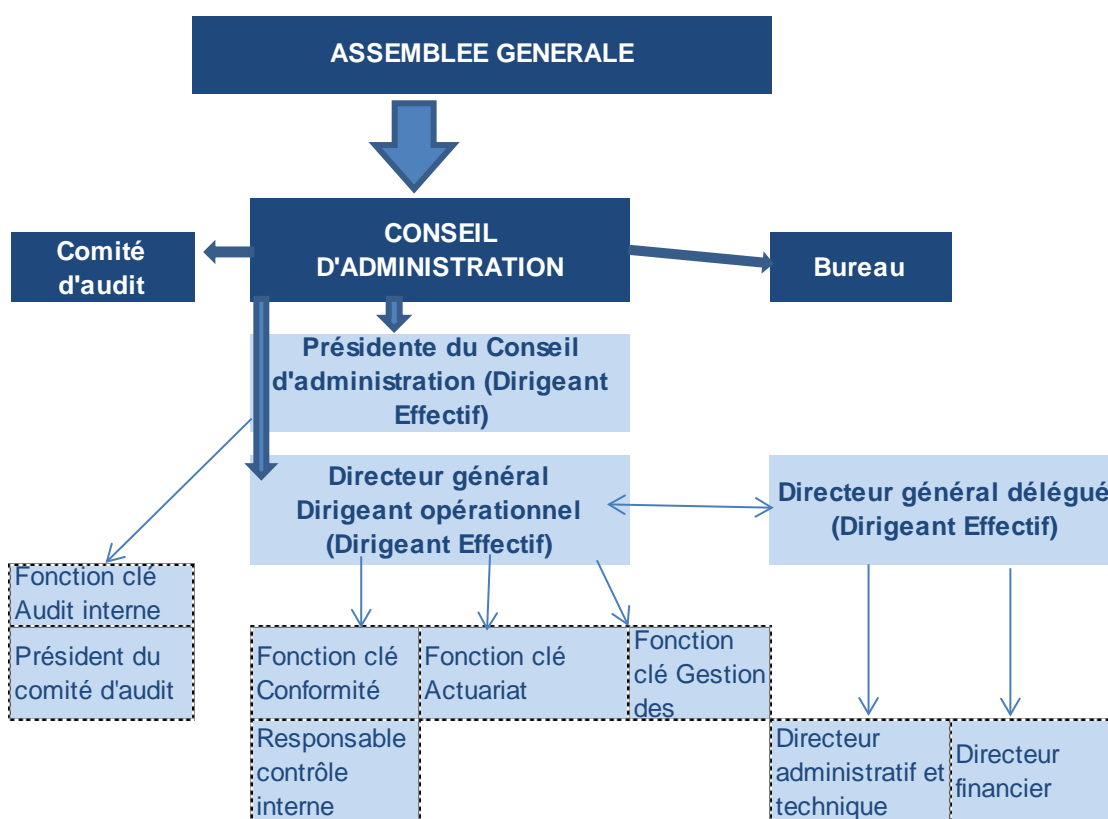 ASSEMBLEE GENERALE
CONSEIL
D'ADMINISTRATION
Comité
d'audit
Bureau
Présidente du Conseil
d'administration (Dirigeant
Effectif)
Directeur général
Dirigeant opérationnel
(Dirigeant Effectif)
Directeur général délégué
(Dirigeant Effectif)
Fonction clé
Audit interne
Président du
comité d'audit
Fonction clé
Conformité
Fonction clé
Actuariat
Fonction
clé Gestion
des
Responsable
contrôle
interne
Directeur
administratif et
technique
Directeur
financier